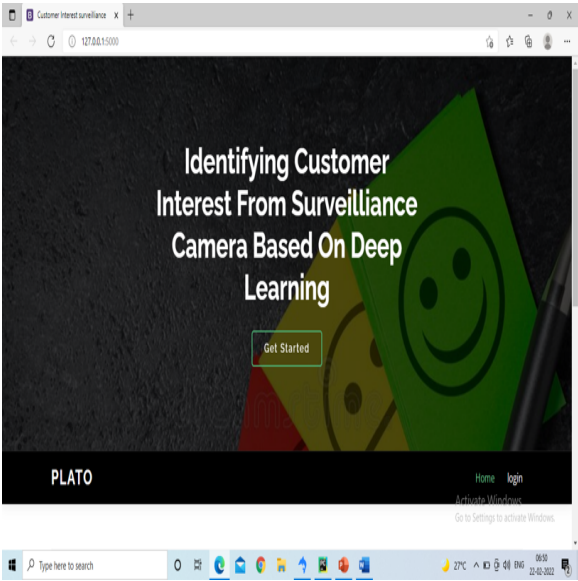 Customer Interest surveillance
127.0.0.1:5000
Identifying Customer
Interest From Surveilliance
Camera Based On Deep
Learning
Get Started
PLATO
Home login
Activate Windows
Go to Settings to activate Windows.
Type here to search
27°C ENG
06:50
22-02-2022